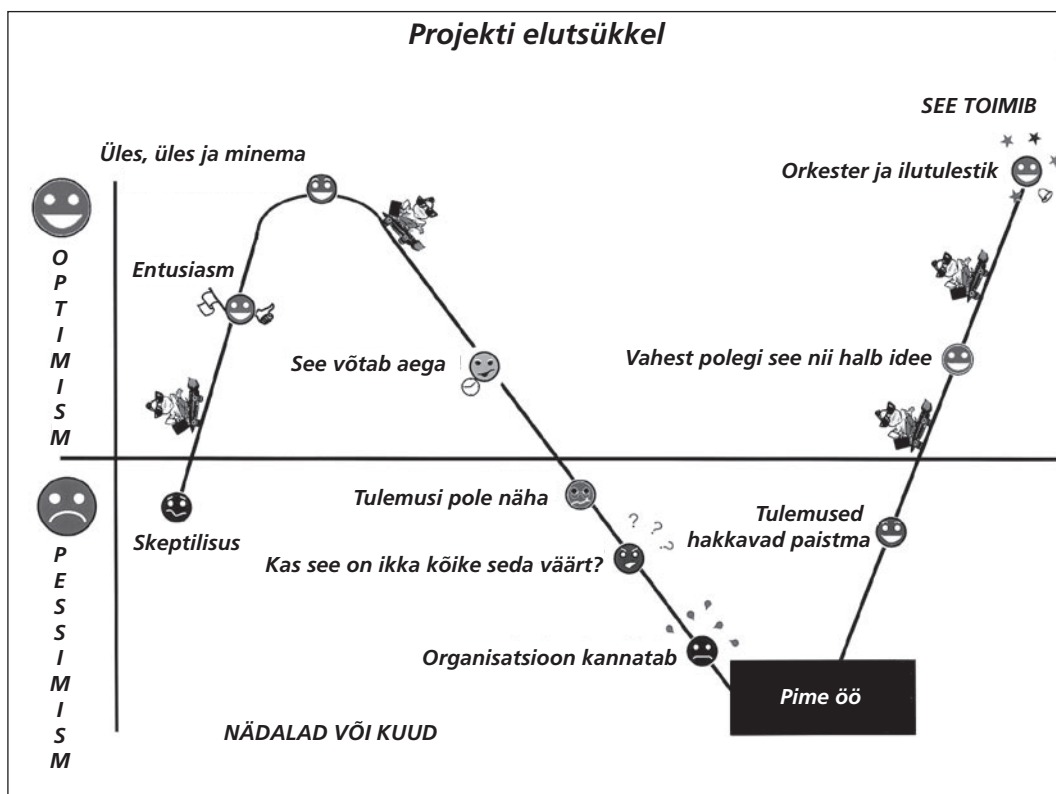 Projekti elutsükkel
SEE TOIMIB
Üles, üles ja minema
Orkester ja ilutulestik
OPTIMISM
Entusiasm
See võtab aega
Vahest polegi see nii halb idee
PESSIMISM
Skeptilisus
Tulemusi pole näha
Tulemused
hakkavad paistma
? ? ?
Kas see on ikka kõike seda väärt?
Organisatsioon kannatab
Pime öö
NÄDALAD VÕI KUUD